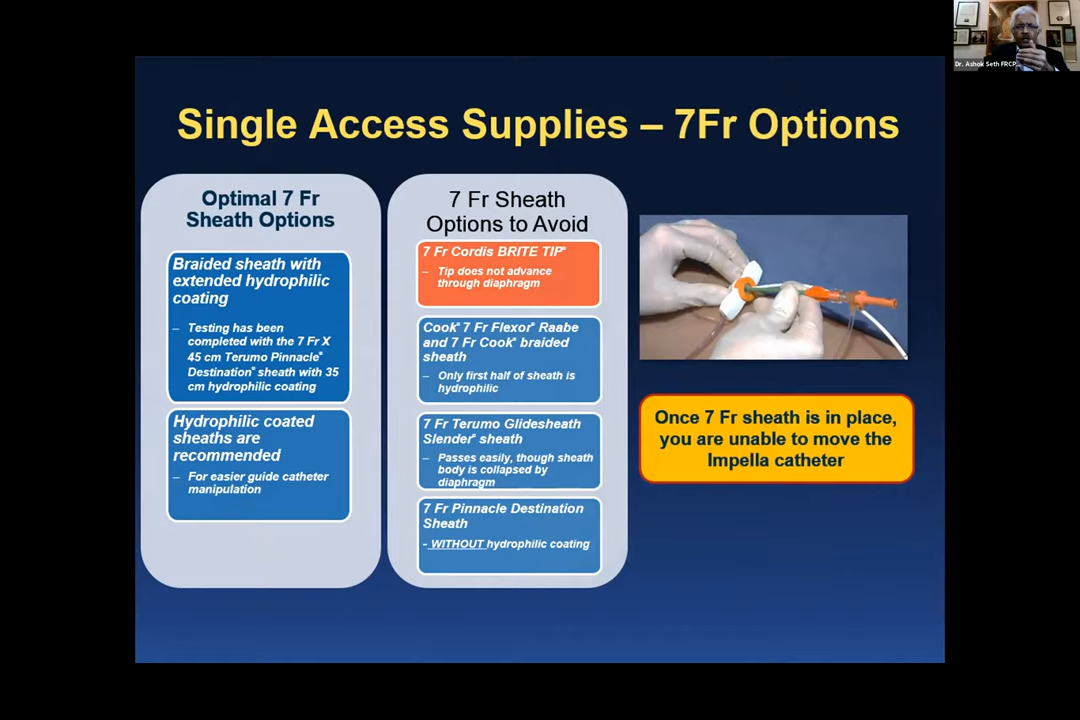 Dr. Ashok Seth FRCP...
Single Access Supplies – 7Fr Options
Optimal 7 Fr
Sheath Options
Braided sheath with
extended hydrophilic
coating
– Testing has been
completed with the 7 Fr X
45 cm Terumo Pinnacle®
Destination® sheath with 35
cm hydrophilic coating
Hydrophilic coated
sheaths are
recommended
– For easier guide catheter
manipulation
7 Fr Sheath
Options to Avoid
7 Fr Cordis BRITE TIP®
– Tip does not advance
through diaphragm
Cook® 7 Fr Flexor® Raabe
and 7 Fr Cook® braided
sheath
– Only first half of sheath is
hydrophilic
7 Fr Terumo Glidesheath
Slender® sheath
– Passes easily, though sheath
body is collapsed by
diaphragm
7 Fr Pinnacle Destination
Sheath
- WITHOUT hydrophilic coating
Once 7 Fr sheath is in place,
you are unable to move the
Impella catheter